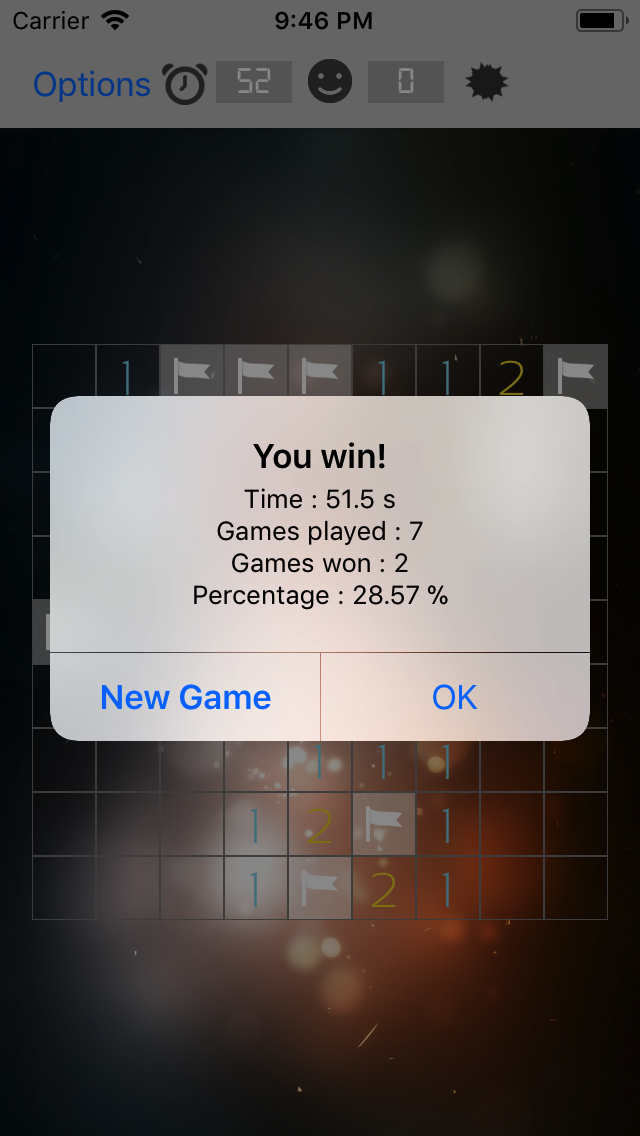 Carrier 9:46 PM
Options 52 0
1 1 1 2
You win!
Time : 51.5 s
Games played : 7
Games won : 2
Percentage : 28.57 %
New Game OK
1 1 1
1 2 1
1 2 1